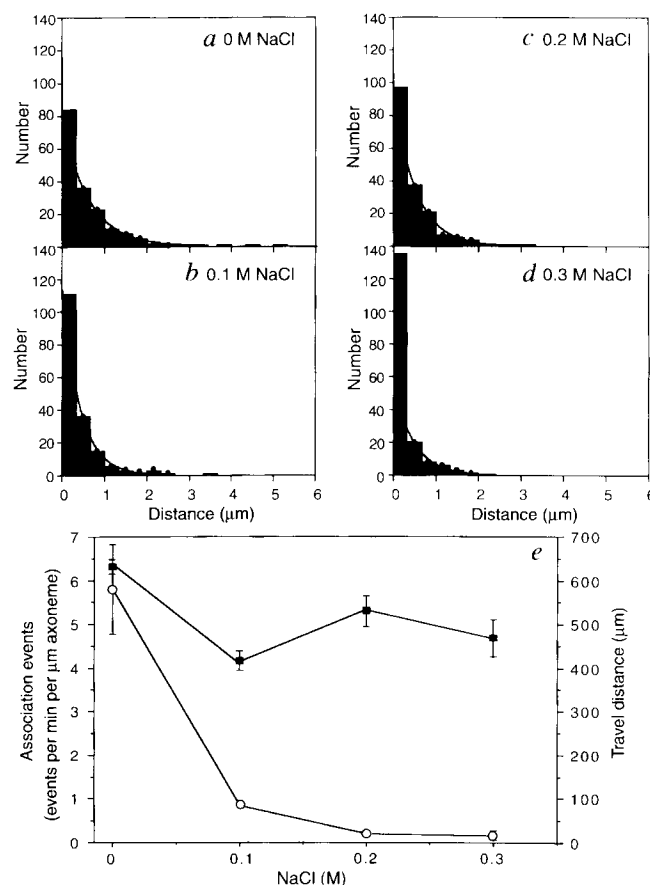 a 0 M NaCl
140
120
100
80
60
40
20
Number
c 0.2 M NaCl
140
120
100
80
60
40
20
Number
b 0.1 M NaCl
140
120
100
80
60
40
20
0
Number
0 1 2 3 4 5 6
Distance (μm)
d 0.3 M NaCl
140
120
100
80
60
40
20
0
Number
0 1 2 3 4 5 6
Distance (μm)
e
7
6
5
4
3
2
1
0
Association events
(events per min per μm axoneme)
700
600
500
400
300
200
100
0
Travel distance (μm)
0 0.1 0.2 0.3
NaCl (M)